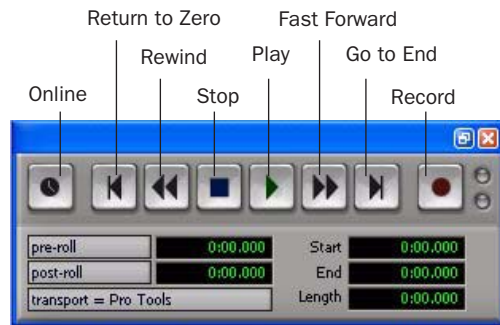 Return to Zero
Fast Forward
Rewind
Play
Go to End
Online
Stop
Record
pre-roll 0:00.000 Start 0:00.000
post-roll 0:00.000 End 0:00.000
transport = Pro Tools Length 0:00.000